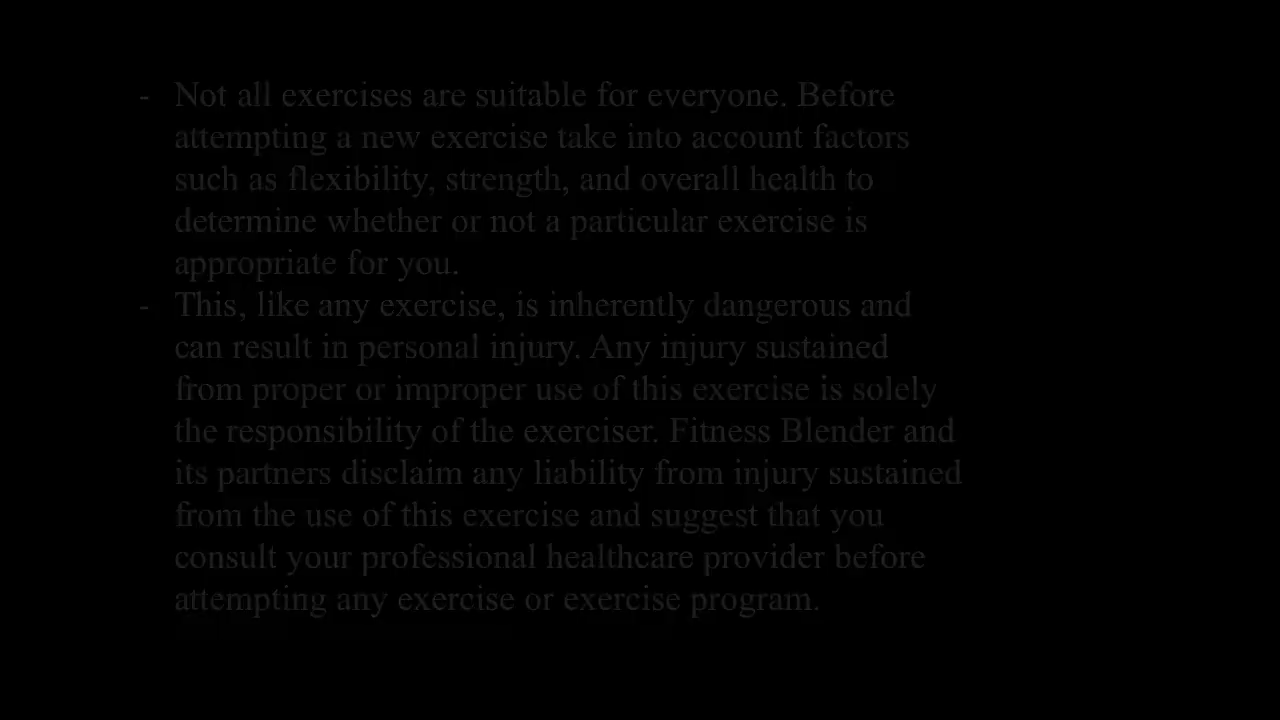 - Not all exercises are suitable for everyone. Before
attempting a new exercise take into account factors
such as flexibility, strength, and overall health to
determine whether or not a particular exercise is
appropriate for you.
- This, like any exercise, is inherently dangerous and
can result in personal injury. Any injury sustained
from proper or improper use of this exercise is solely
the responsibility of the exerciser. Fitness Blender and
its partners disclaim any liability from injury sustained
from the use of this exercise and suggest that you
consult your professional healthcare provider before
attempting any exercise or exercise program.